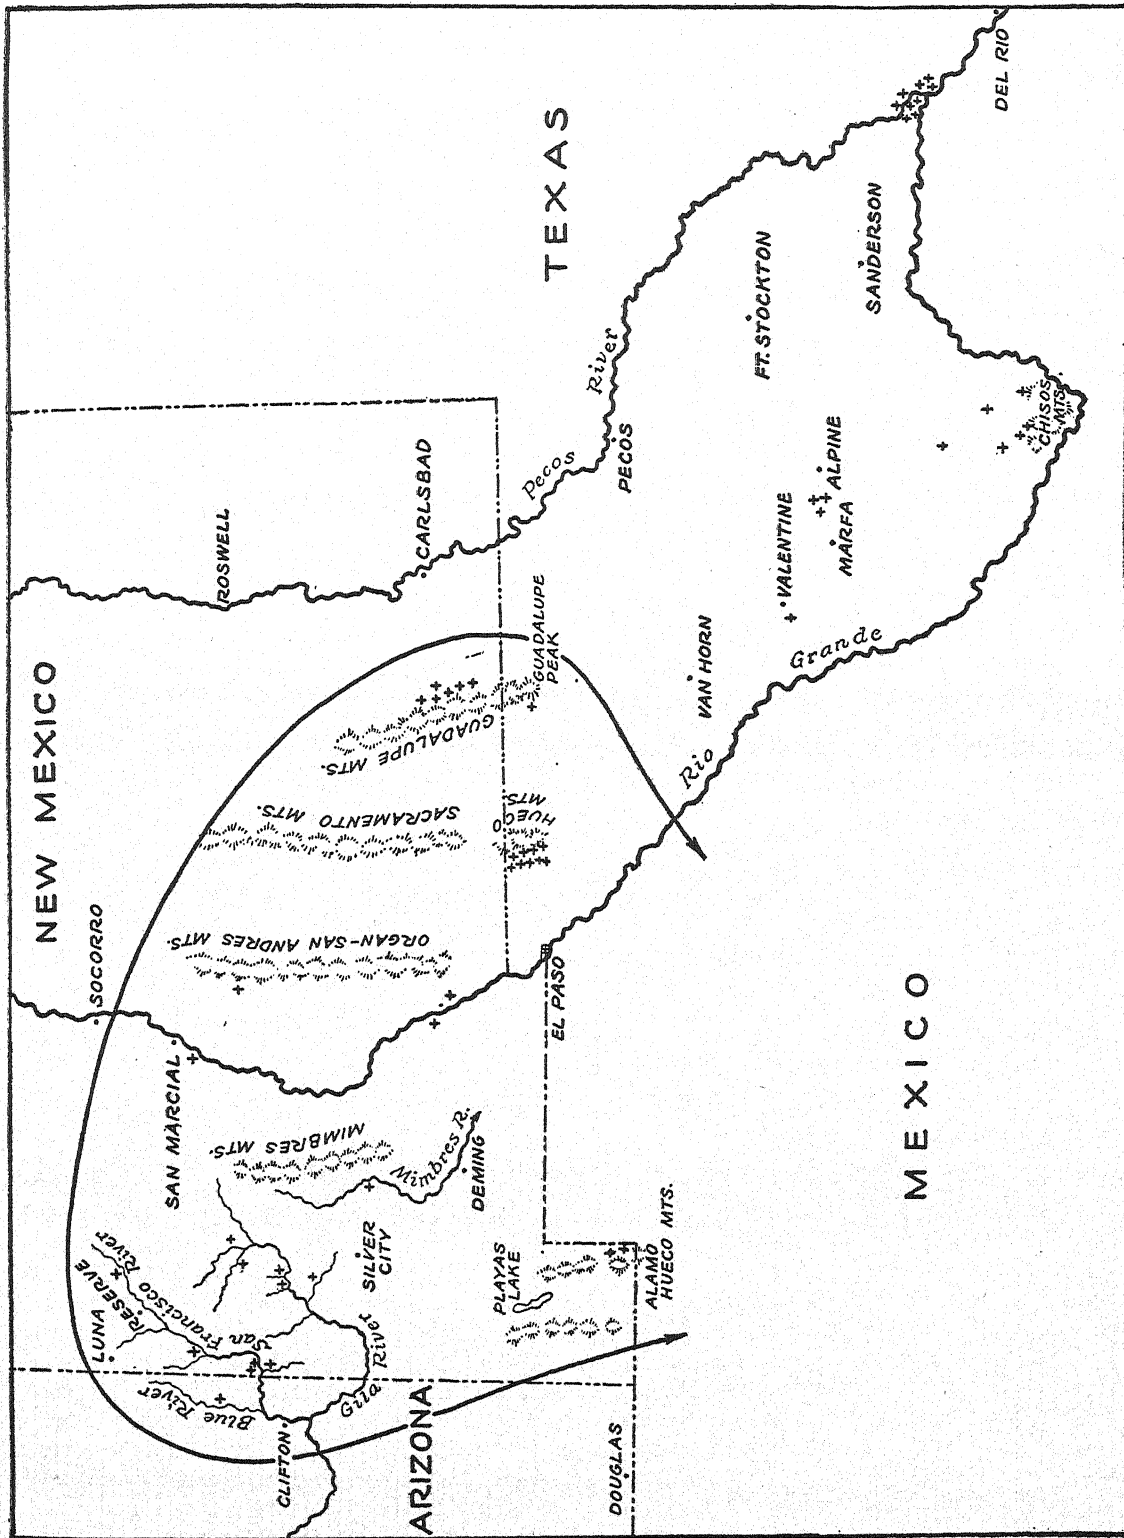 NEW MEXICO
TEXAS
MEXICO
ARIZONA
SOCORRO
SAN MARCIAL
LUNA
RESERVE
San Francisco River
Blue River
CLIFTON
Gila River
SILVER
CITY
MIMBRES MTS.
Mimbres R.
DEMING
PLAYAS
LAKE
ALAMO
HUECO MTS.
DOUGLAS
ORGAN-SAN ANDRES MTS.
SACRAMENTO MTS.
GUADALUPE MTS.
HUECO
MTS
GUADALUPE
PEAK
EL PASO
ROSWELL
CARLSBAD
Pecos River
PECOS
VAN HORN
Rio Grande
VALENTINE
MARFA
ALPINE
FT. STOCKTON
SANDERSON
CHISOS
MTS.
DEL RIO